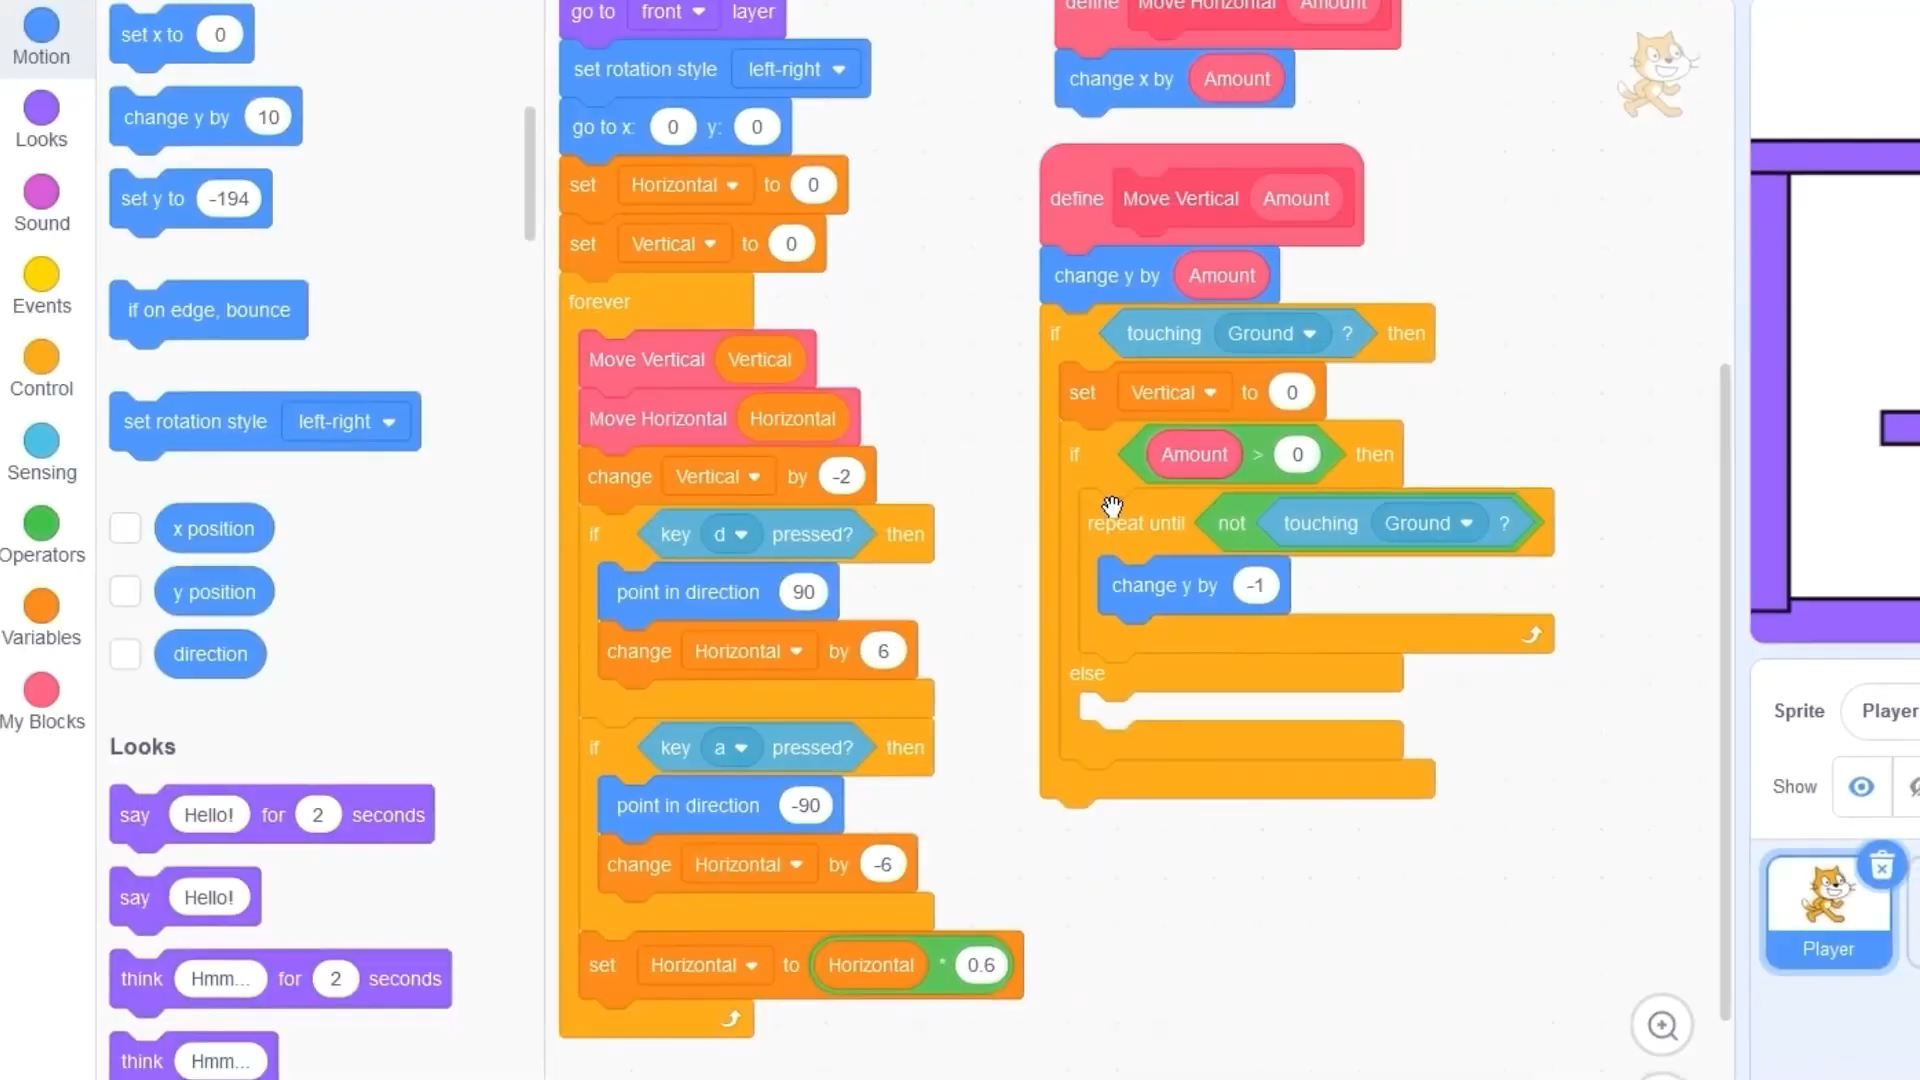 Motion
Looks
Sound
Events
Control
Sensing
Operators
Variables
My Blocks
set x to 0
change y by 10
set y to -194
if on edge, bounce
set rotation style left-right
x position
y position
direction
Looks
say Hello! for 2 seconds
say Hello!
think Hmm... for 2 seconds
think Hmm...
go to front layer
set rotation style left-right
go to x: 0 y: 0
set Horizontal to 0
set Vertical to 0
forever
Move Vertical Vertical
Move Horizontal Horizontal
change Vertical by -2
if key d pressed? then
point in direction 90
change Horizontal by 6
if key a pressed? then
point in direction -90
change Horizontal by -6
set Horizontal to Horizontal * 0.6
define Move Horizontal Amount
change x by Amount
define Move Vertical Amount
change y by Amount
if touching Ground ? then
set Vertical to 0
if Amount > 0 then
repeat until not touching Ground ?
change y by -1
else
Sprite Player
Show
Player